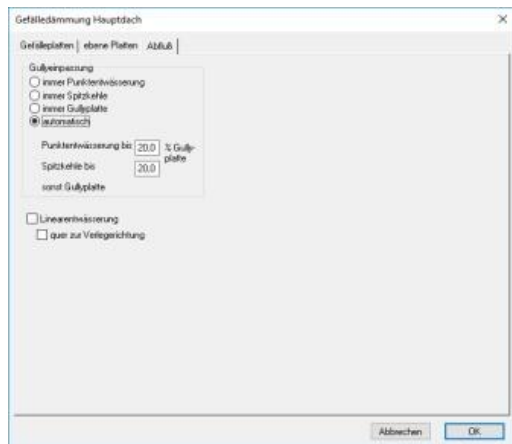 Gefälledämmung Hauptdach
Gefälleplatten ebene Platten Abfluß
Gullyeinpassung
immer Punktentwässerung
immer Spitzkehle
immer Gullyplatte
automatisch
Punktentwässerung bis 20,0 % Gully-
platte
Spitzkehle bis 20,0
sonst Gullyplatte
Linearentwässerung
quer zur Verlegerichtung
Abbrechen OK